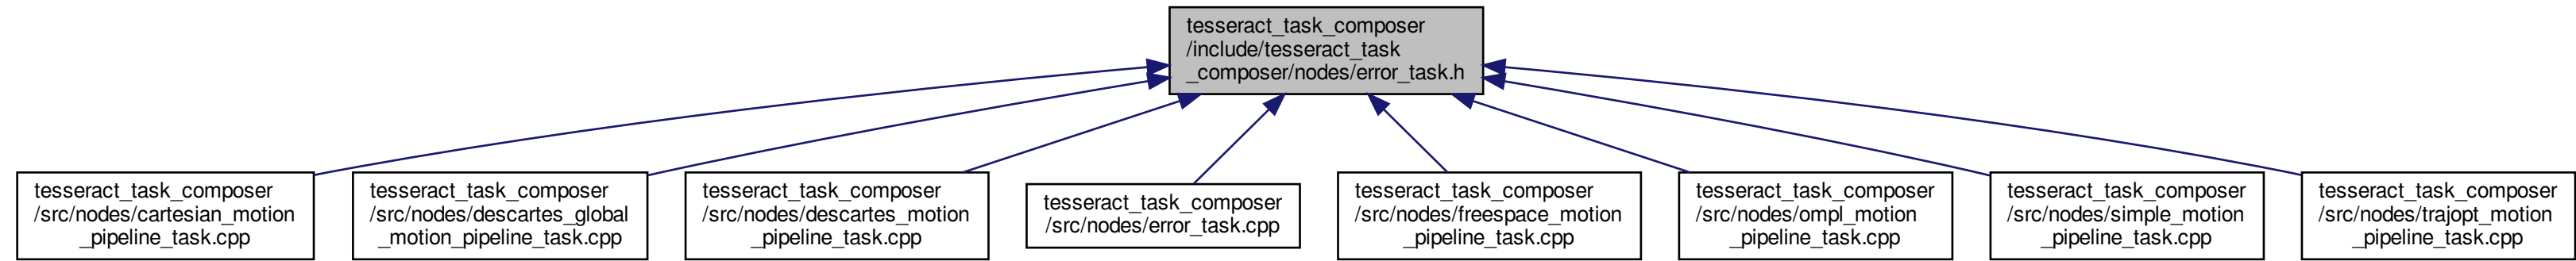 tesseract_task_composer
/include/tesseract_task
_composer/nodes/error_task.h
tesseract_task_composer
/src/nodes/cartesian_motion
_pipeline_task.cpp
tesseract_task_composer
/src/nodes/descartes_global
_motion_pipeline_task.cpp
tesseract_task_composer
/src/nodes/descartes_motion
_pipeline_task.cpp
tesseract_task_composer
/src/nodes/error_task.cpp
tesseract_task_composer
/src/nodes/freespace_motion
_pipeline_task.cpp
tesseract_task_composer
/src/nodes/ompl_motion
_pipeline_task.cpp
tesseract_task_composer
/src/nodes/simple_motion
_pipeline_task.cpp
tesseract_task_composer
/src/nodes/trajopt_motion
_pipeline_task.cpp